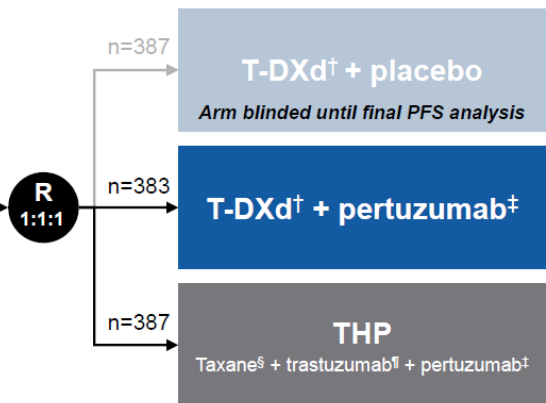 n=387
T-DXd† + placebo
Arm blinded until final PFS analysis
R
1:1:1
n=383
T-DXd† + pertuzumab‡
n=387
THP
Taxane§ + trastuzumab¶ + pertuzumab‡